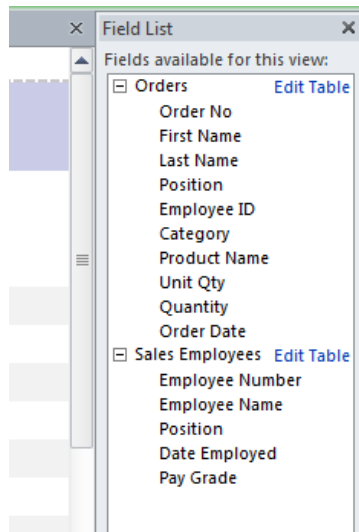 Field List
Fields available for this view:
Orders Edit Table
Order No
First Name
Last Name
Position
Employee ID
Category
Product Name
Unit Qty
Quantity
Order Date
Sales Employees Edit Table
Employee Number
Employee Name
Position
Date Employed
Pay Grade